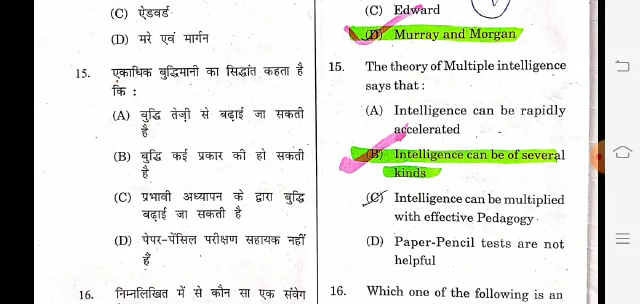 (C) ऐडवर्ड
(D) मरे एवं मार्गन
15. एकाधिक बुद्धिमानी का सिद्धांत कहता है
कि :
(A) बुद्धि तेज़ी से बढ़ाई जा सकती
है
(B) बुद्धि कई प्रकार की हो सकती
है
(C) प्रभावी अध्यापन के द्वारा बुद्धि
बढ़ाई जा सकती है
(D) पेपर-पेंसिल परीक्षण सहायक नहीं
हैं
16. निम्नलिखित में से कौन सा एक संवेग
(C) Edward
(D) Murray and Morgan
15. The theory of Multiple intelligence
says that :
(A) Intelligence can be rapidly
accelerated
(B) Intelligence can be of several
kinds
(C) Intelligence can be multiplied
with effective Pedagogy
(D) Paper-Pencil tests are not
helpful
16. Which one of the following is an